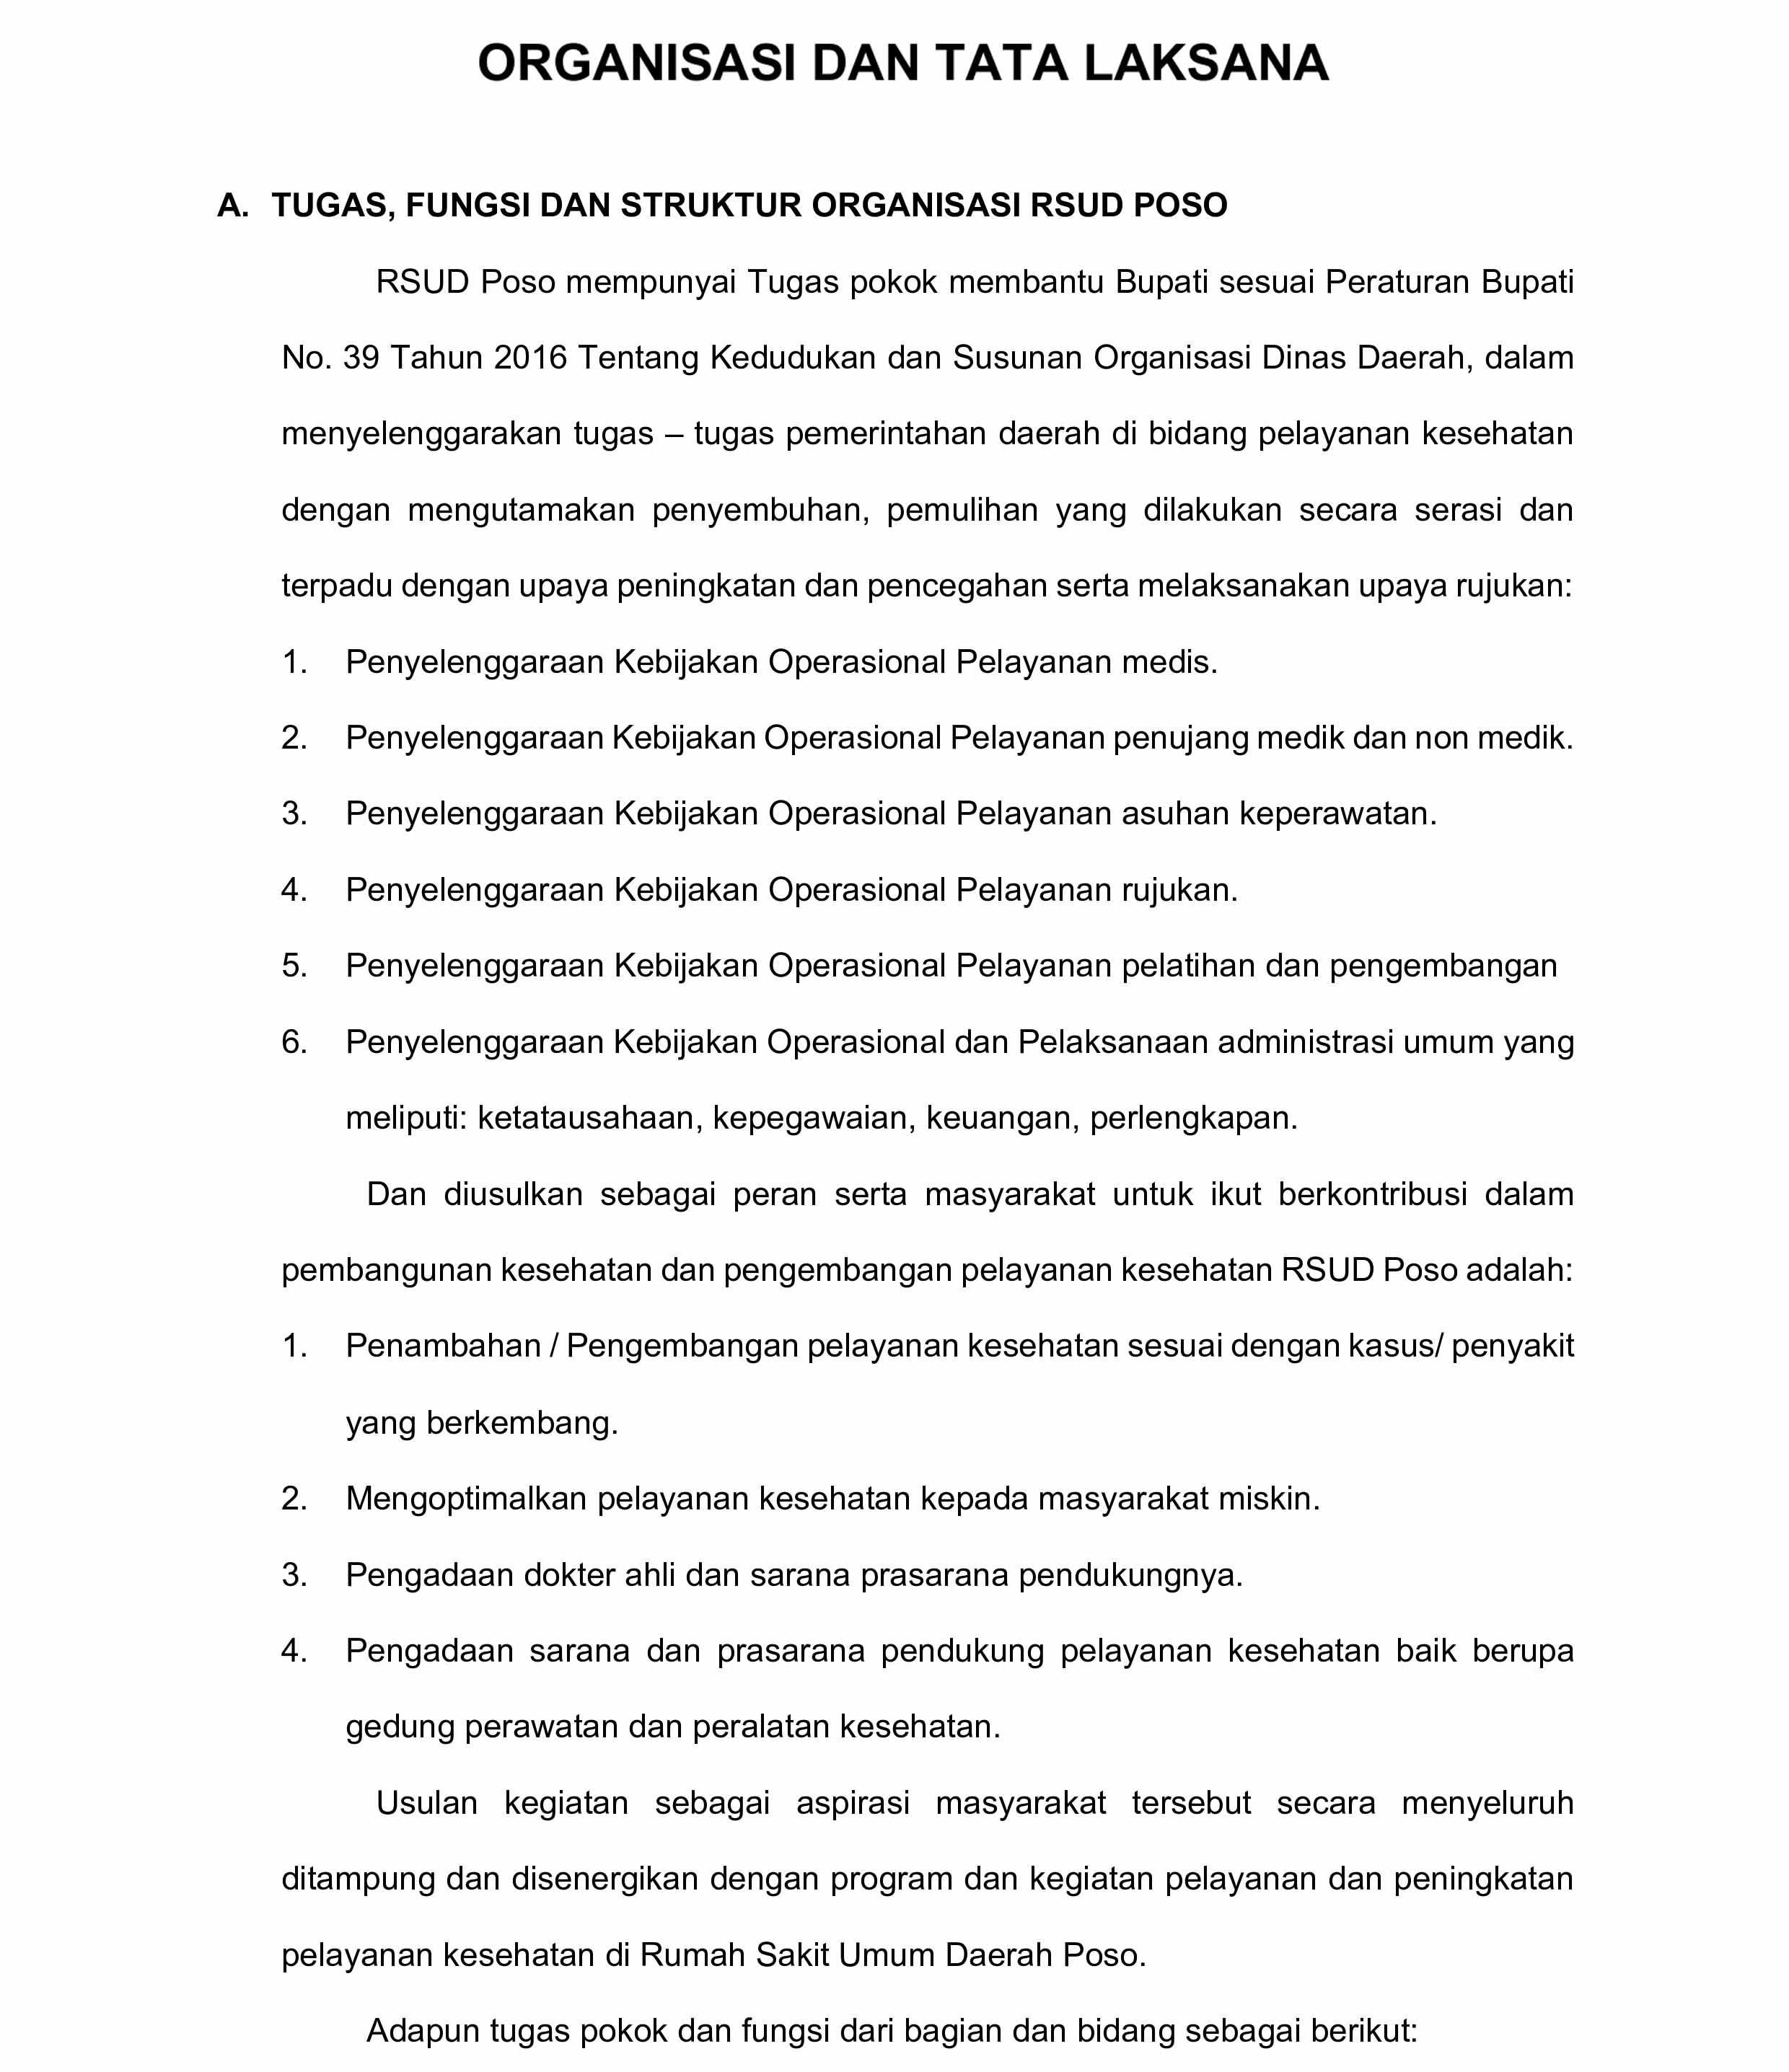 ORGANISASI DAN TATA LAKSANA
A. TUGAS, FUNGSI DAN STRUKTUR ORGANISASI RSUD POSO
RSUD Poso mempunyai Tugas pokok membantu Bupati sesuai Peraturan Bupati
No. 39 Tahun 2016 Tentang Kedudukan dan Susunan Organisasi Dinas Daerah, dalam
menyelenggarakan tugas – tugas pemerintahan daerah di bidang pelayanan kesehatan
dengan mengutamakan penyembuhan, pemulihan yang dilakukan secara serasi dan
terpadu dengan upaya peningkatan dan pencegahan serta melaksanakan upaya rujukan:
1. Penyelenggaraan Kebijakan Operasional Pelayanan medis.
2. Penyelenggaraan Kebijakan Operasional Pelayanan penujang medik dan non medik.
3. Penyelenggaraan Kebijakan Operasional Pelayanan asuhan keperawatan.
4. Penyelenggaraan Kebijakan Operasional Pelayanan rujukan.
5. Penyelenggaraan Kebijakan Operasional Pelayanan pelatihan dan pengembangan
6. Penyelenggaraan Kebijakan Operasional dan Pelaksanaan administrasi umum yang
meliputi: ketatausahaan, kepegawaian, keuangan, perlengkapan.
Dan diusulkan sebagai peran serta masyarakat untuk ikut berkontribusi dalam
pembangunan kesehatan dan pengembangan pelayanan kesehatan RSUD Poso adalah:
1. Penambahan / Pengembangan pelayanan kesehatan sesuai dengan kasus/ penyakit
yang berkembang.
2. Mengoptimalkan pelayanan kesehatan kepada masyarakat miskin.
3. Pengadaan dokter ahli dan sarana prasarana pendukungnya.
4. Pengadaan sarana dan prasarana pendukung pelayanan kesehatan baik berupa
gedung perawatan dan peralatan kesehatan.
Usulan kegiatan sebagai aspirasi masyarakat tersebut secara menyeluruh
ditampung dan disenergikan dengan program dan kegiatan pelayanan dan peningkatan
pelayanan kesehatan di Rumah Sakit Umum Daerah Poso.
Adapun tugas pokok dan fungsi dari bagian dan bidang sebagai berikut: